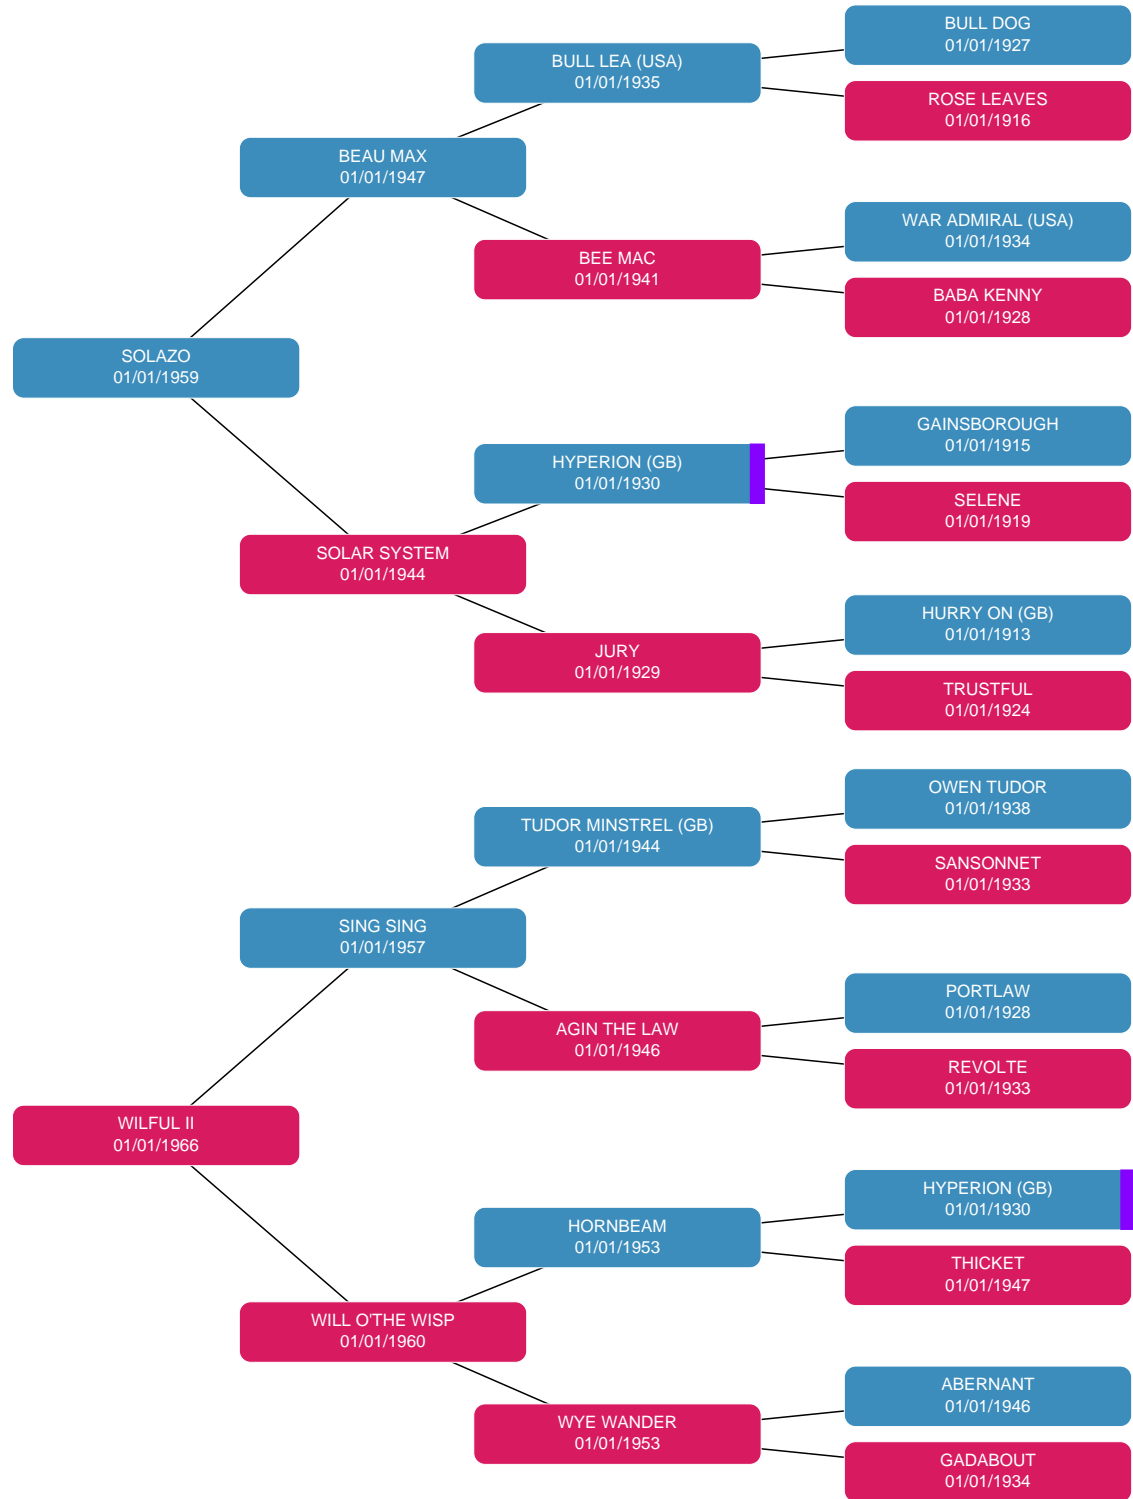 BULL DOG
01/01/1927
BULL LEA (USA)
01/01/1935
ROSE LEAVES
01/01/1916
BEAU MAX
01/01/1947
WAR ADMIRAL (USA)
01/01/1934
BEE MAC
01/01/1941
BABA KENNY
01/01/1928
SOLAZO
01/01/1959
GAINSBOROUGH
01/01/1915
HYPERION (GB)
01/01/1930
SELENE
01/01/1919
SOLAR SYSTEM
01/01/1944
HURRY ON (GB)
01/01/1913
JURY
01/01/1929
TRUSTFUL
01/01/1924
OWEN TUDOR
01/01/1938
TUDOR MINSTREL (GB)
01/01/1944
SANSONNET
01/01/1933
SING SING
01/01/1957
PORTLAW
01/01/1928
AGIN THE LAW
01/01/1946
REVOLTE
01/01/1933
WILFUL II
01/01/1966
HYPERION (GB)
01/01/1930
HORNBEAM
01/01/1953
THICKET
01/01/1947
WILL O'THE WISP
01/01/1960
ABERNANT
01/01/1946
WYE WANDER
01/01/1953
GADABOUT
01/01/1934